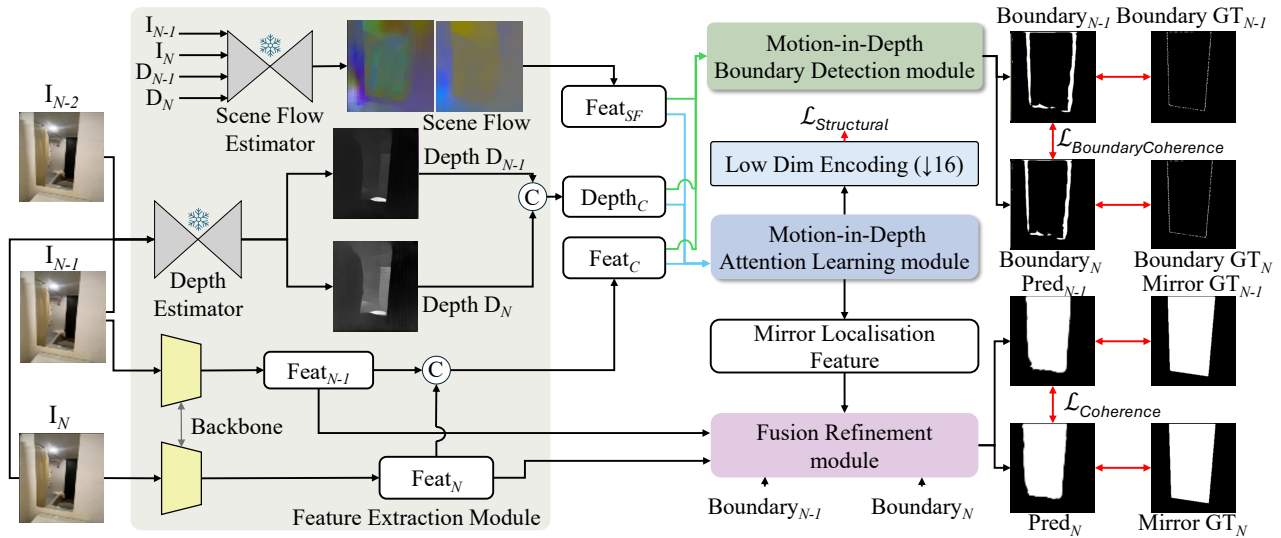 I_{N-1}
I_N
D_{N-1}
D_N
Scene Flow
Estimator
Scene Flow
Feat_{SF}
Motion-in-Depth
Boundary Detection module
Boundary_{N-1}
Boundary GT_{N-1}
I_{N-2}
Depth D_{N-1}
C
Depth_C
ℒ_{Structural}
Low Dim Encoding (↓16)
ℒ_{BoundaryCoherence}
I_{N-1}
Depth
Estimator
Depth D_N
Feat_C
Motion-in-Depth
Attention Learning module
Boundary_N
Boundary GT_N
Pred_{N-1}
Mirror GT_{N-1}
Feat_{N-1}
C
Mirror Localisation
Feature
I_N
Backbone
Feat_N
Fusion Refinement
module
ℒ_{Coherence}
Boundary_{N-1}
Boundary_N
Feature Extraction Module
Pred_N
Mirror GT_N